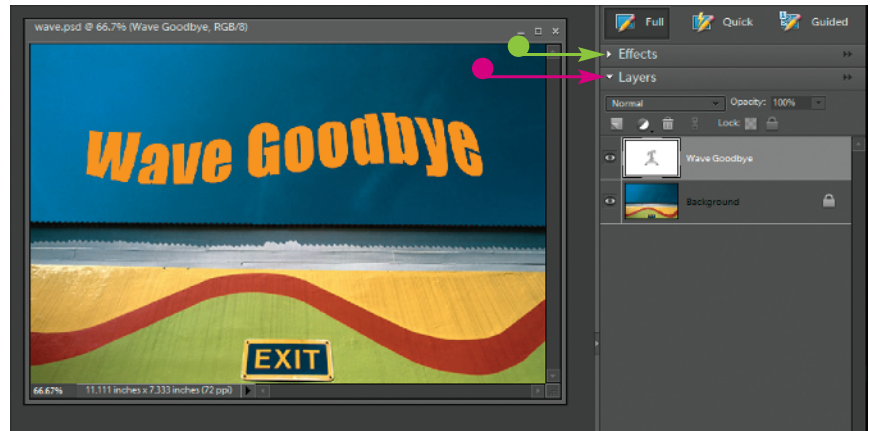 wave.psd @ 66.7% (Wave Goodbye, RGB/8)
Full Quick Guided
Effects
Layers
Normal Opacity: 100%
Lock:
Wave Goodbye
Background
Wave Goodbye
EXIT
66.67% 11.111 inches x 7.333 inches (72 ppi)